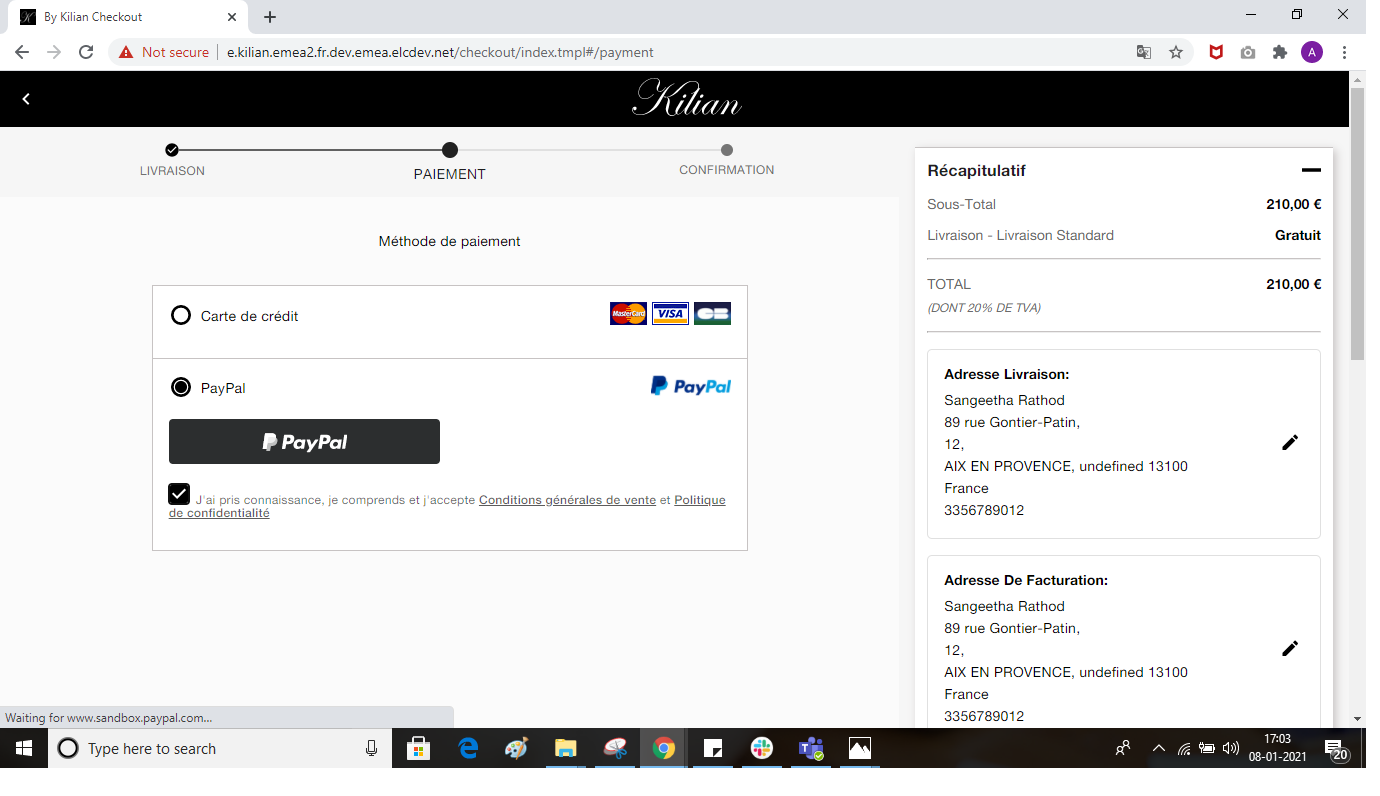 By Kilian Checkout
Not secure
e.kilian.emea2.fr.dev.emea.elcdev.net/checkout/index.tmpl#/payment
A
Kilian
LIVRAISON
PAIEMENT
CONFIRMATION
Méthode de paiement
Carte de crédit
MasterCard VISA CB
PayPal
PayPal
PayPal
J'ai pris connaissance, je comprends et j'accepte Conditions générales de vente et Politique
de confidentialité
Récapitulatif
Sous-Total 210,00 €
Livraison - Livraison Standard Gratuit
TOTAL 210,00 €
(DONT 20% DE TVA)
Adresse Livraison:
Sangeetha Rathod
89 rue Gontier-Patin,
12,
AIX EN PROVENCE, undefined 13100
France
3356789012
Adresse De Facturation:
Sangeetha Rathod
89 rue Gontier-Patin,
12,
AIX EN PROVENCE, undefined 13100
France
3356789012
Waiting for www.sandbox.paypal.com...
Type here to search
17:03
08-01-2021
20